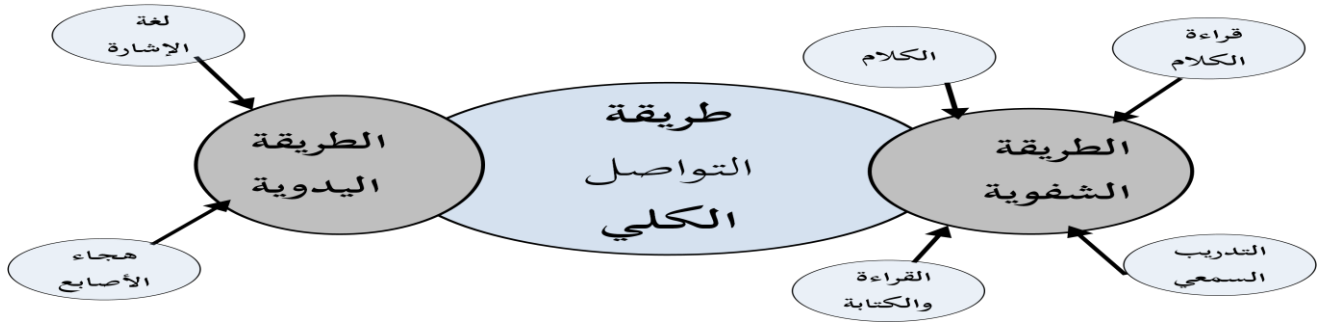 قراءة
الكلام
الكلام
لغة
الإشارة
الطريقة
الشفوية
طريقة
التواصل
الكلي
الطريقة
اليدوية
التدريب
السمعي
القراءة
والكتابة
هجاء
الأصابع